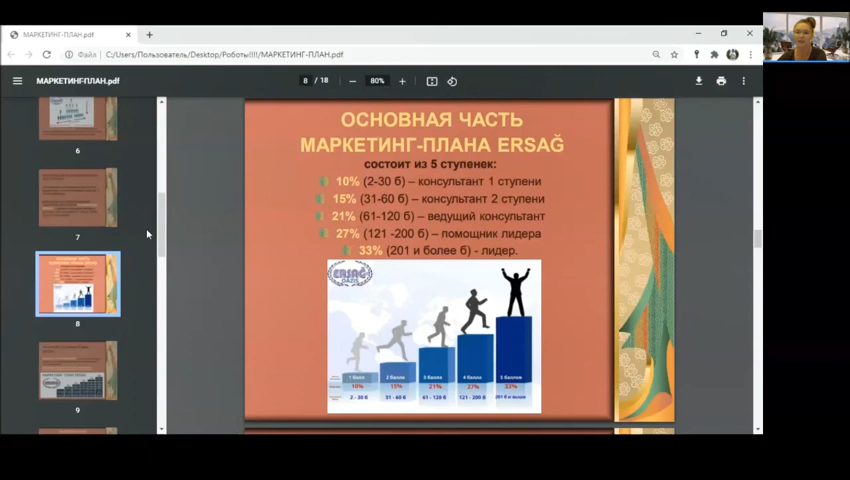 МАРКЕТИНГ-ПЛАН.pdf
Файл
C:/Users/Пользователь/Desktop/Роботы!!!!/МАРКЕТИНГ-ПЛАН.pdf
МАРКЕТИНГ-ПЛАН.pdf
8 / 18
80%
6
7
8
9
ОСНОВНАЯ ЧАСТЬ
МАРКЕТИНГ-ПЛАНА ERSAĞ
состоит из 5 ступенек:
10% (2-30 б) – консультант 1 ступени
15% (31-60 б) – консультант 2 ступени
21% (61-120 б) – ведущий консультант
27% (121 -200 б) – помощник лидера
33% (201 и более б) - лидер.
ERSAĞ
OAZIS
1 балл 2 балла 3 балла 4 балла 5 баллов
10% 15% 21% 27% 33%
2 - 30 б 31 - 60 б 61 - 120 б 121 - 200 б 201 б и выше